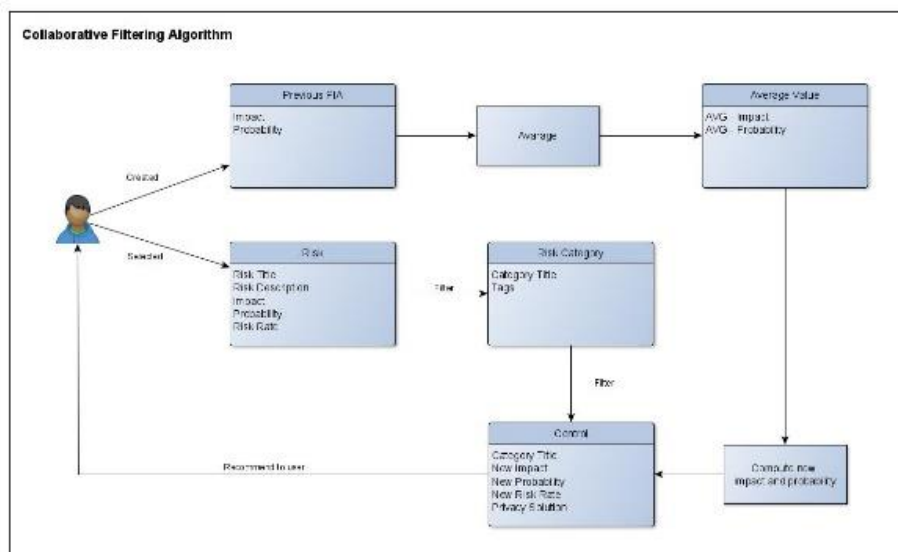 Collaborative Filtering Algorithm
Previous PIA
Impact
Probability
Avarage
Average Value
AVG - Impact
AVG - Probability
Created
Selected
Risk
Risk Title
Risk Description
Impact
Probability
Risk Rate
Filter
Risk Category
Category Title
Tags
Filter
Control
Category Title
New Impact
New Probability
New Risk Rate
Privacy Solution
Compute new
impact and probability
Recommend to user